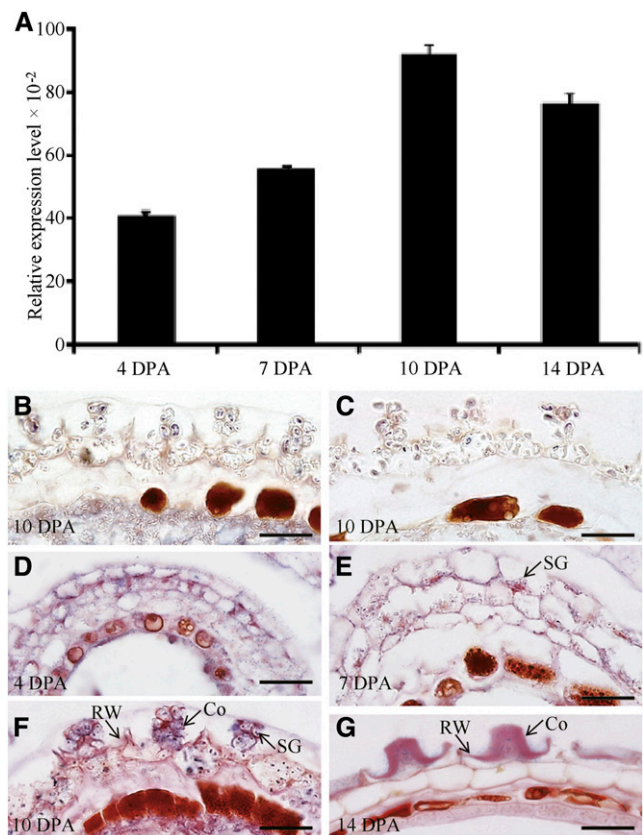 A
Relative expression level × 10⁻²
100
80
60
40
20
0
4 DPA
7 DPA
10 DPA
14 DPA
B
10 DPA
C
10 DPA
D
4 DPA
E
SG
7 DPA
F
RW
Co
SG
10 DPA
G
RW
Co
14 DPA